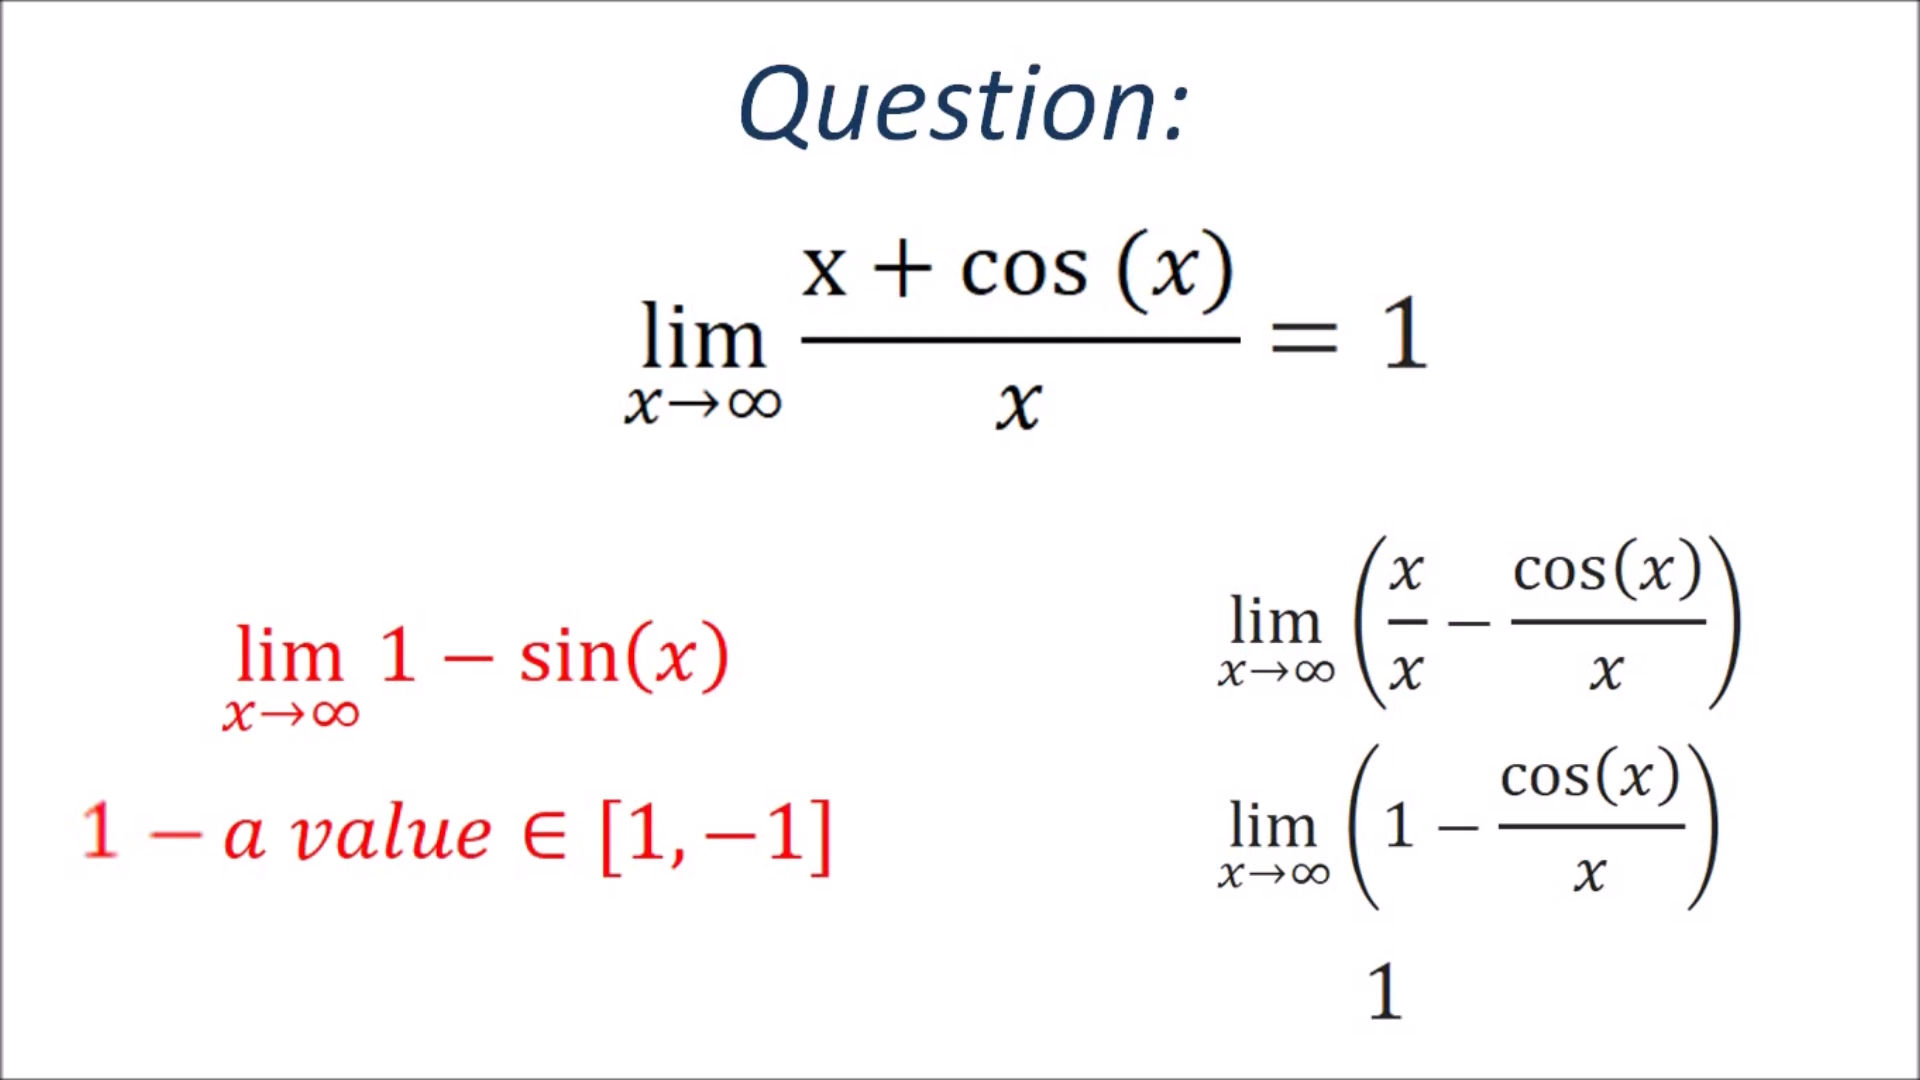 Question:
lim x→∞ x + cos (x) / x = 1
lim x→∞ 1 − sin(x)
1 − a value ∈ [1, −1]
lim x→∞ (x/x − cos(x)/x)
lim x→∞ (1 − cos(x)/x)
1